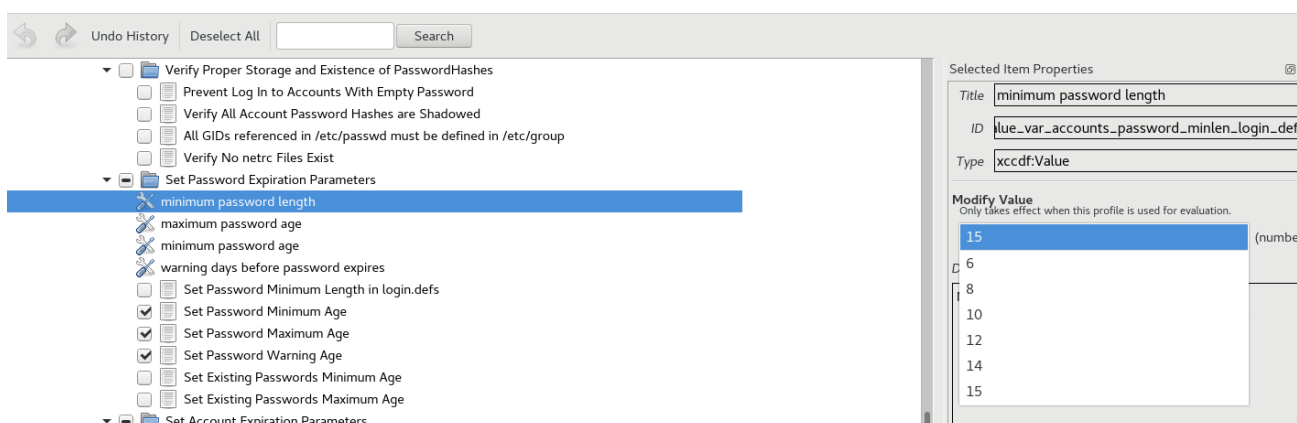 Undo History Deselect All Search
Verify Proper Storage and Existence of PasswordHashes
Prevent Log In to Accounts With Empty Password
Verify All Account Password Hashes are Shadowed
All GIDs referenced in /etc/passwd must be defined in /etc/group
Verify No netrc Files Exist
Set Password Expiration Parameters
minimum password length
maximum password age
minimum password age
warning days before password expires
Set Password Minimum Length in login.defs
Set Password Minimum Age
Set Password Maximum Age
Set Password Warning Age
Set Existing Passwords Minimum Age
Set Existing Passwords Maximum Age
Set Account Expiration Parameters
Selected Item Properties
Title minimum password length
ID lue_var_accounts_password_minlen_login_def
Type xccdf:Value
Modify Value
Only takes effect when this profile is used for evaluation.
15 (numbe
6
8
10
12
14
15